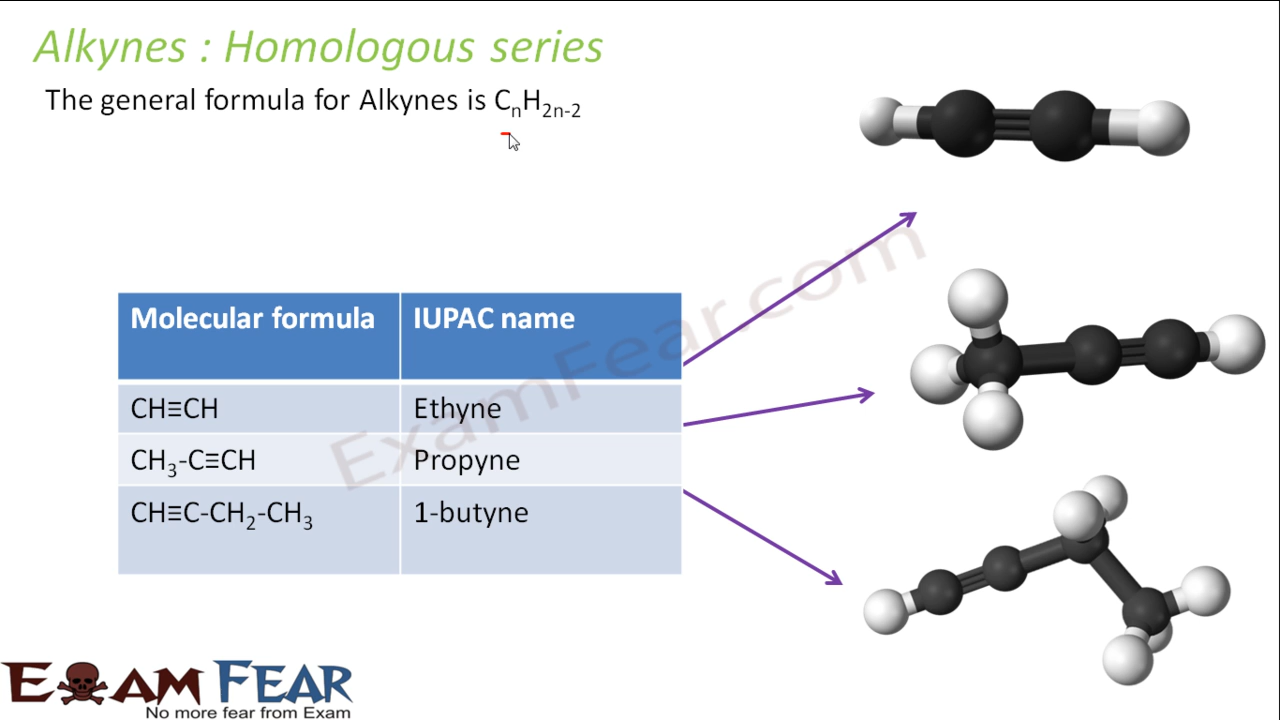 Alkynes : Homologous series
The general formula for Alkynes is CₙH₂ₙ₋₂
Molecular formula IUPAC name
CH≡CH Ethyne
CH₃-C≡CH Propyne
CH≡C-CH₂-CH₃ 1-butyne
ExamFear.com
EXAM FEAR
No more fear from Exam